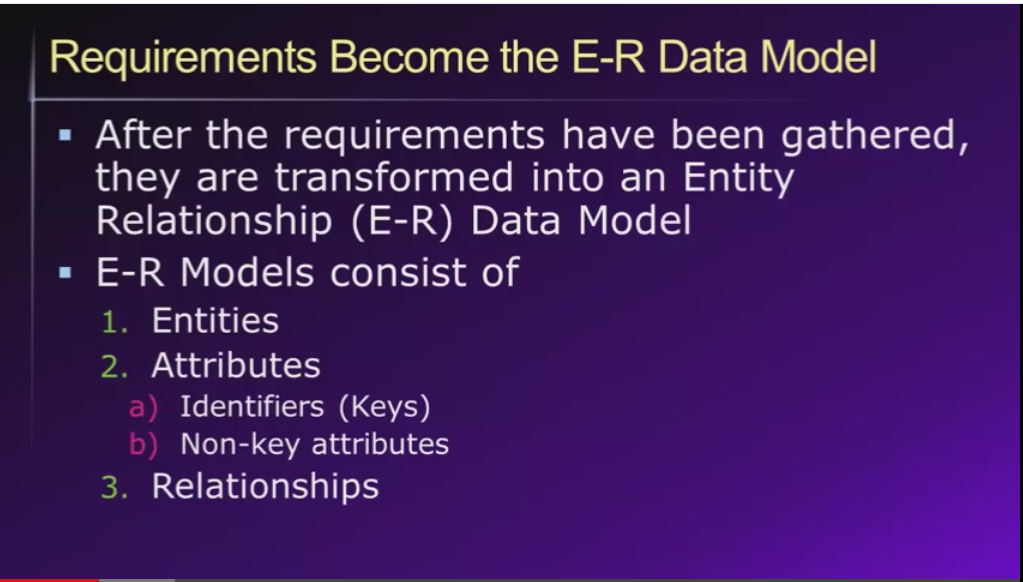 Requirements Become the E-R Data Model
▪ After the requirements have been gathered,
they are transformed into an Entity
Relationship (E-R) Data Model
▪ E-R Models consist of
1. Entities
2. Attributes
a) Identifiers (Keys)
b) Non-key attributes
3. Relationships